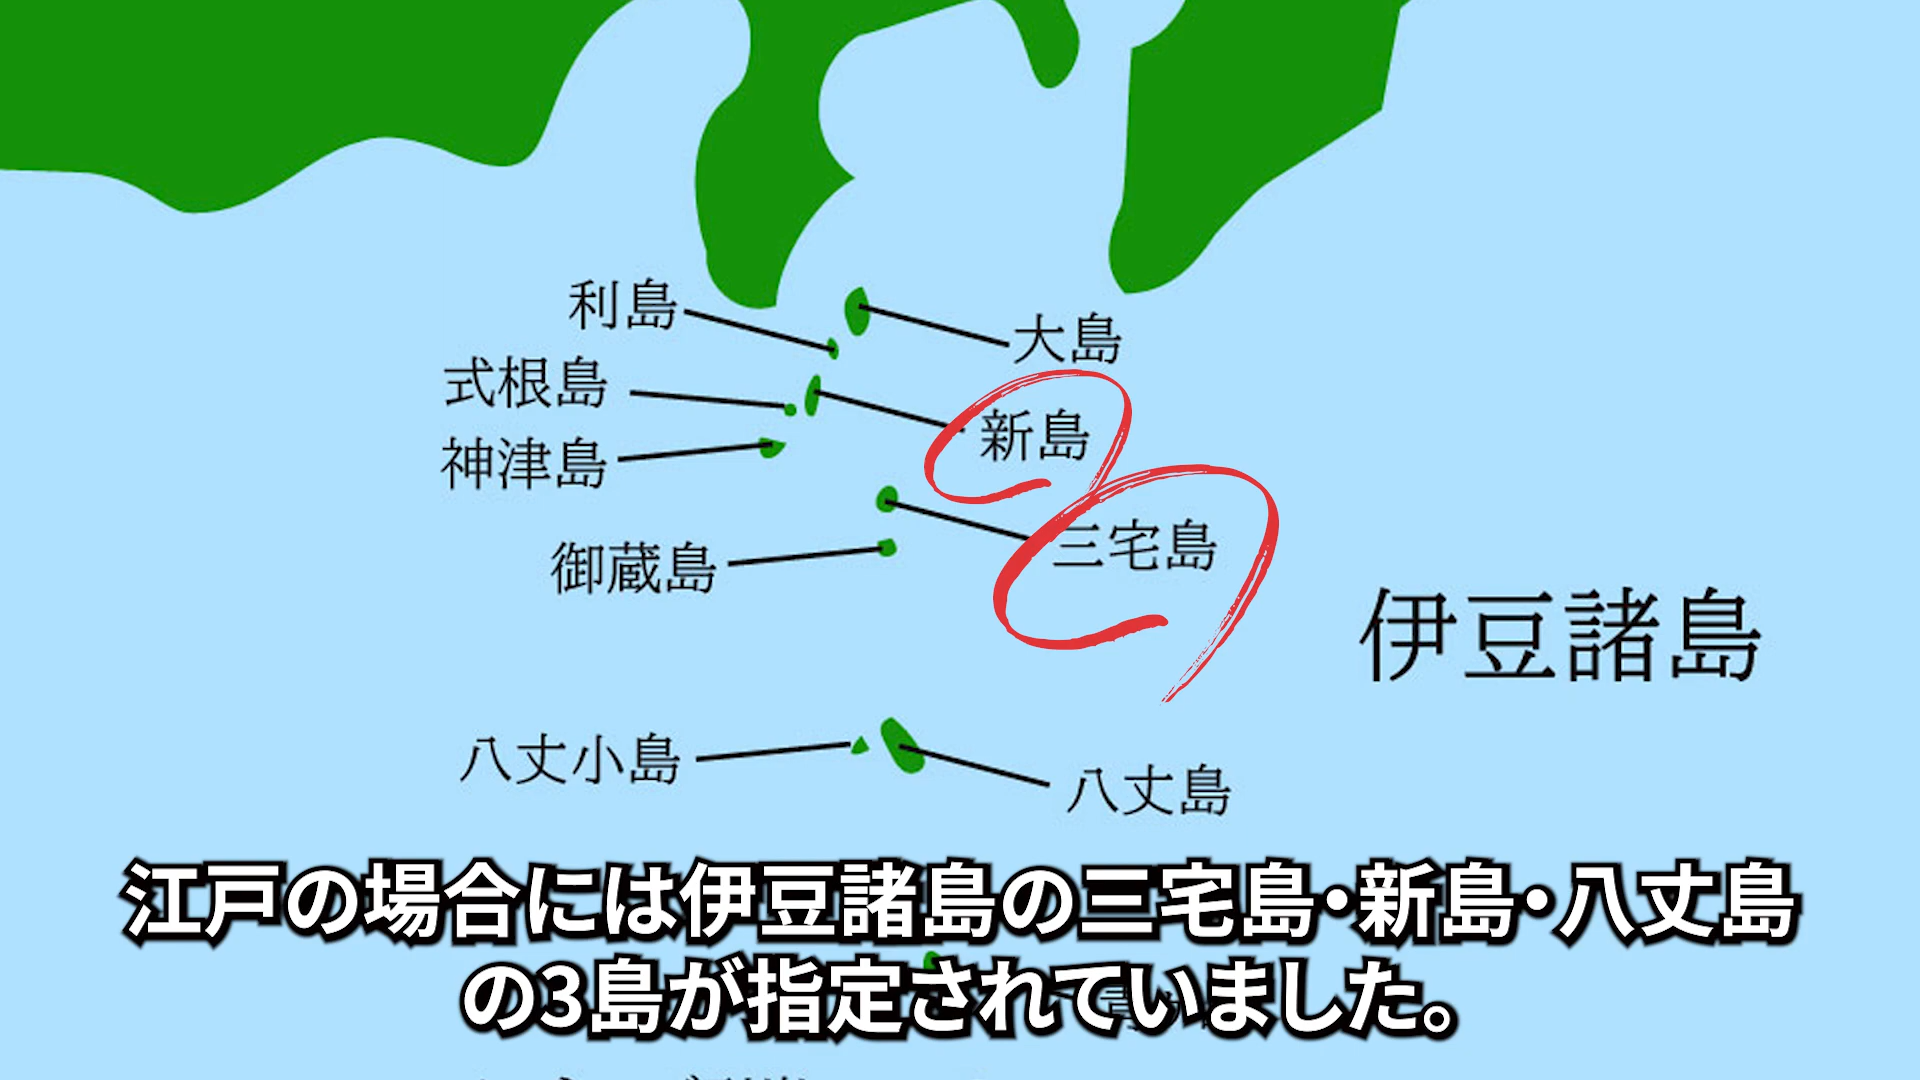 利島
大島
式根島
新島
神津島
三宅島
御蔵島
伊豆諸島
八丈小島
八丈島
江戸の場合には伊豆諸島の三宅島・新島・八丈島
の3島が指定されていました。